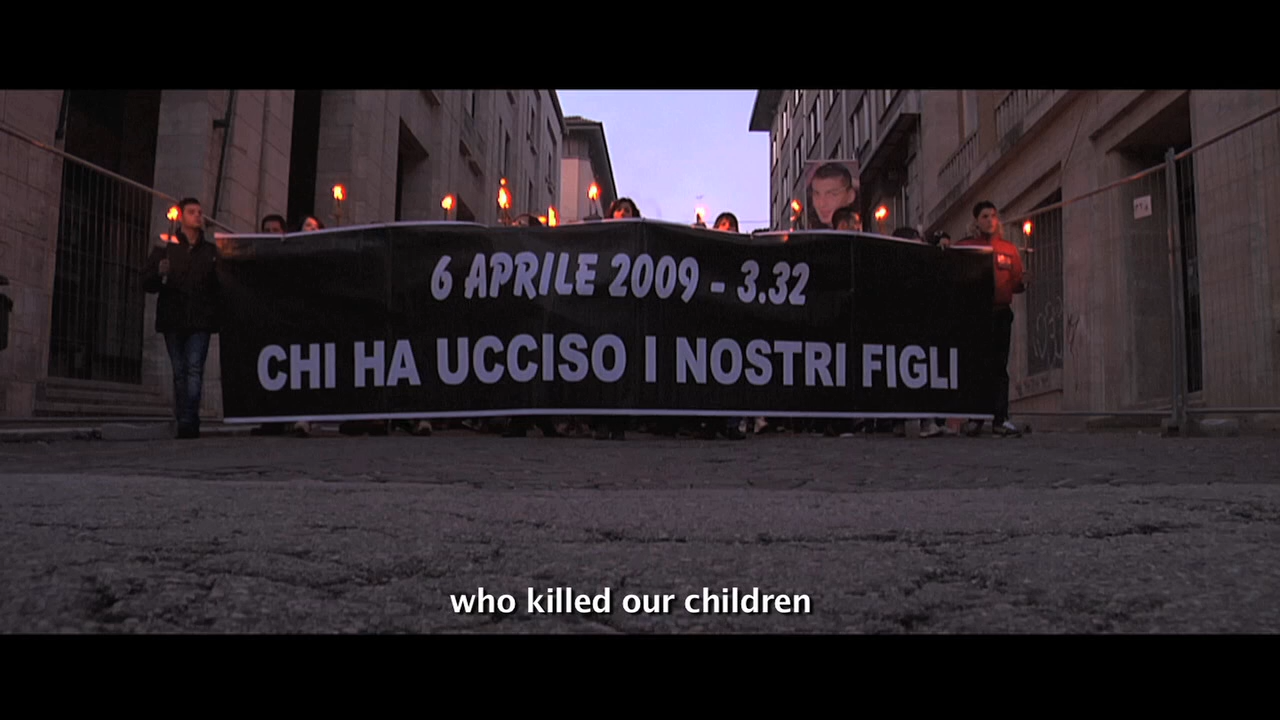 6 APRILE 2009 - 3.32
CHI HA UCCISO I NOSTRI FIGLI
who killed our children